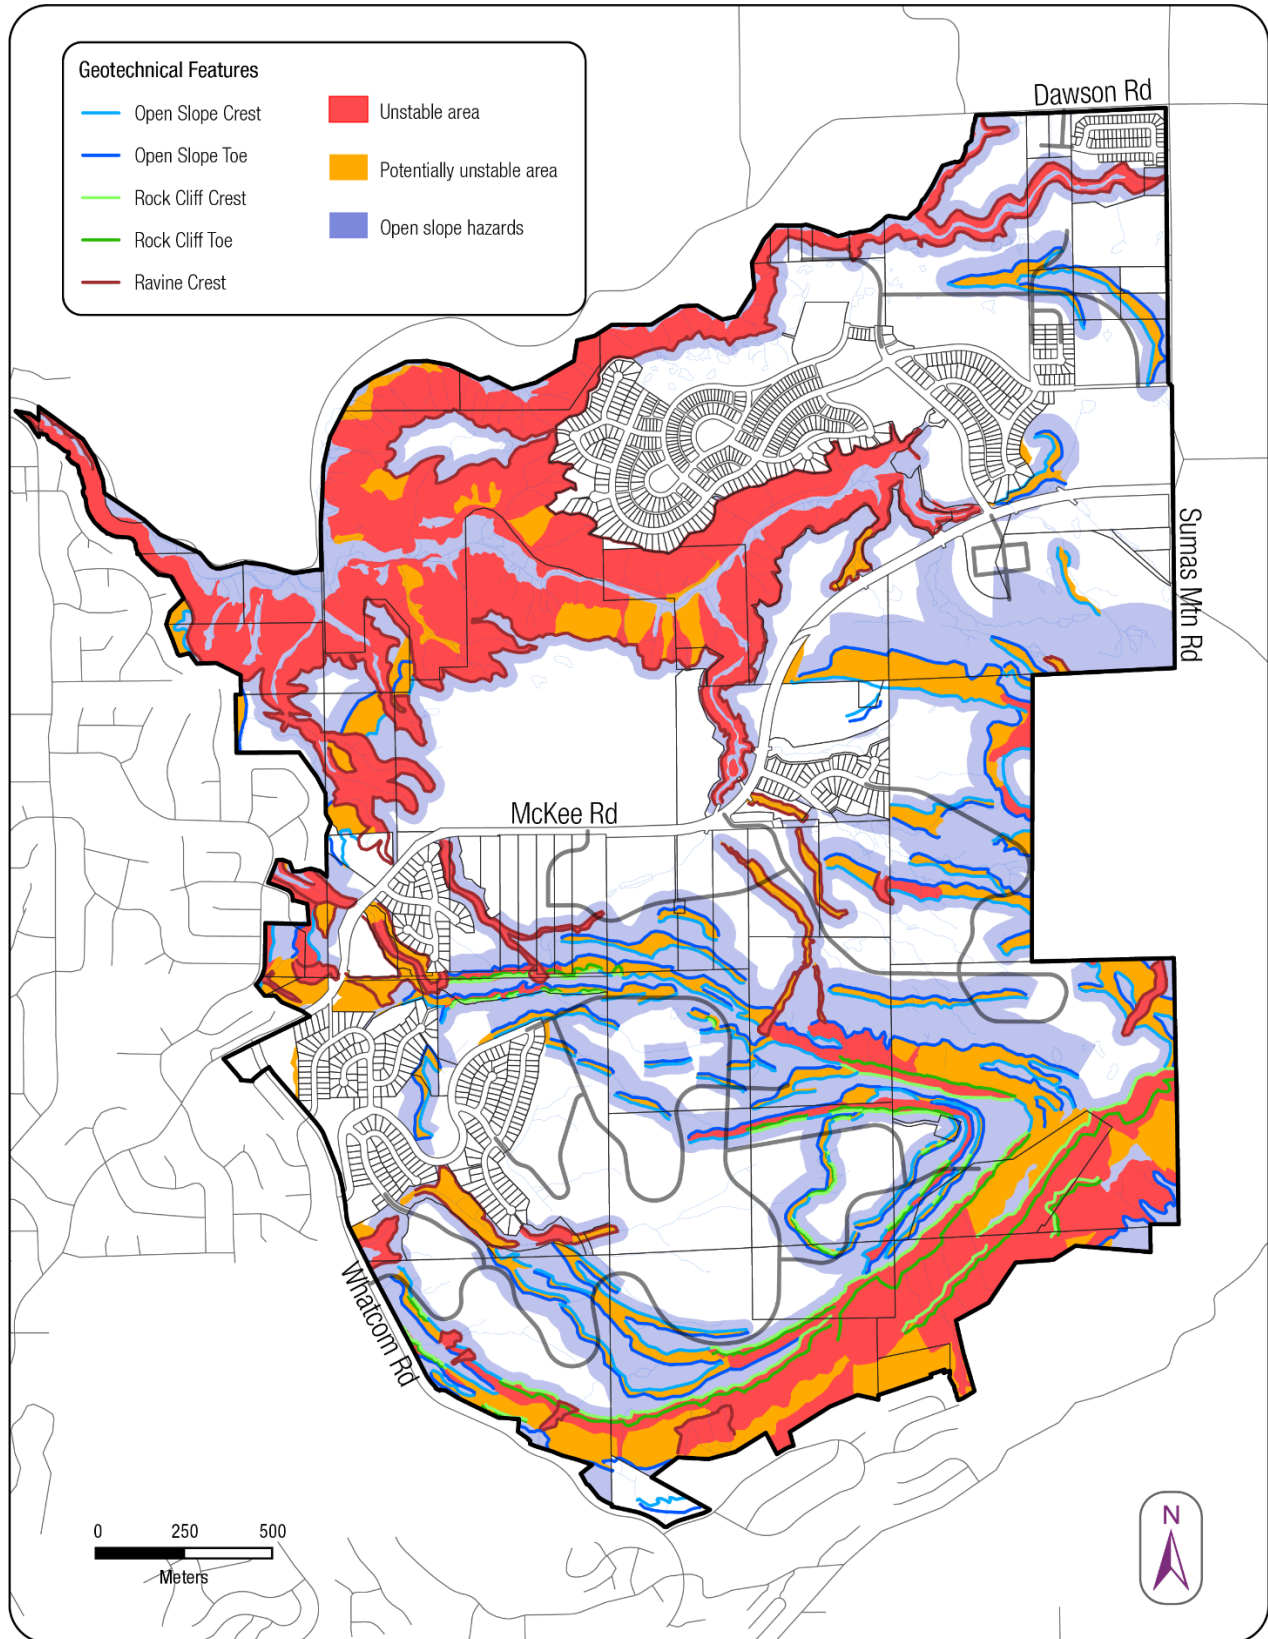 Geotechnical Features
Open Slope Crest
Open Slope Toe
Rock Cliff Crest
Rock Cliff Toe
Ravine Crest
Unstable area
Potentially unstable area
Open slope hazards
Dawson Rd
Sumas Mtn Rd
McKee Rd
Whatcom Rd
0 250 500
Meters
N